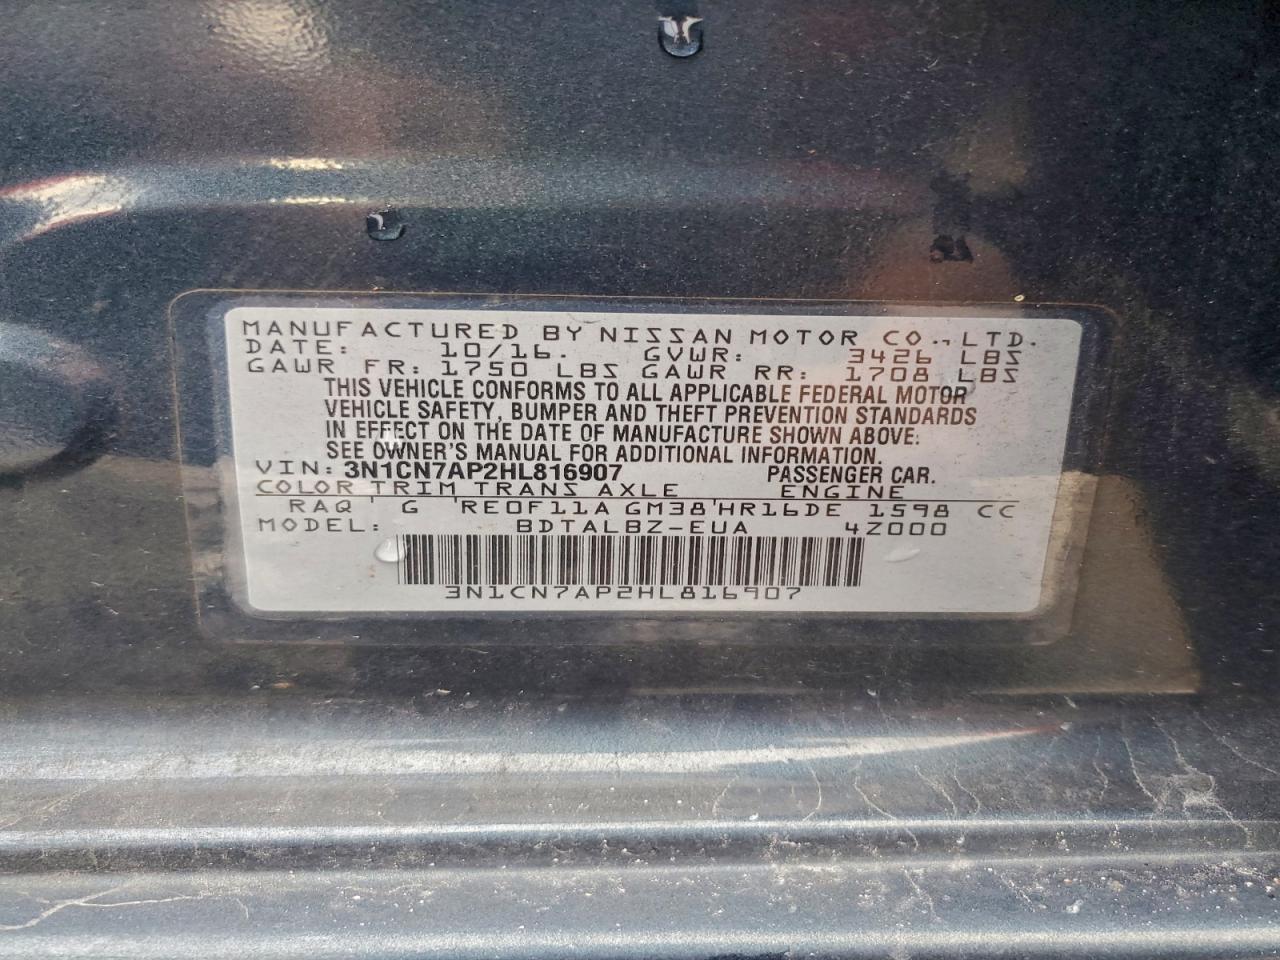 MANUFACTURED BY NISSAN MOTOR CO., LTD.
DATE: 10/16. GVWR: 3426 LBS
GAWR FR: 1750 LBS GAWR RR: 1708 LBS
THIS VEHICLE CONFORMS TO ALL APPLICABLE FEDERAL MOTOR
VEHICLE SAFETY, BUMPER AND THEFT PREVENTION STANDARDS
IN EFFECT ON THE DATE OF MANUFACTURE SHOWN ABOVE.
SEE OWNER'S MANUAL FOR ADDITIONAL INFORMATION.
VIN: 3N1CN7AP2HL816907 PASSENGER CAR.
COLOR TRIM TRANS AXLE ENGINE
RAQ ' G 'RE0F11A GM38'HR16DE 1598 CC
MODEL: BDTALBZ-EUA 4Z000
3N1CN7AP2HL816907